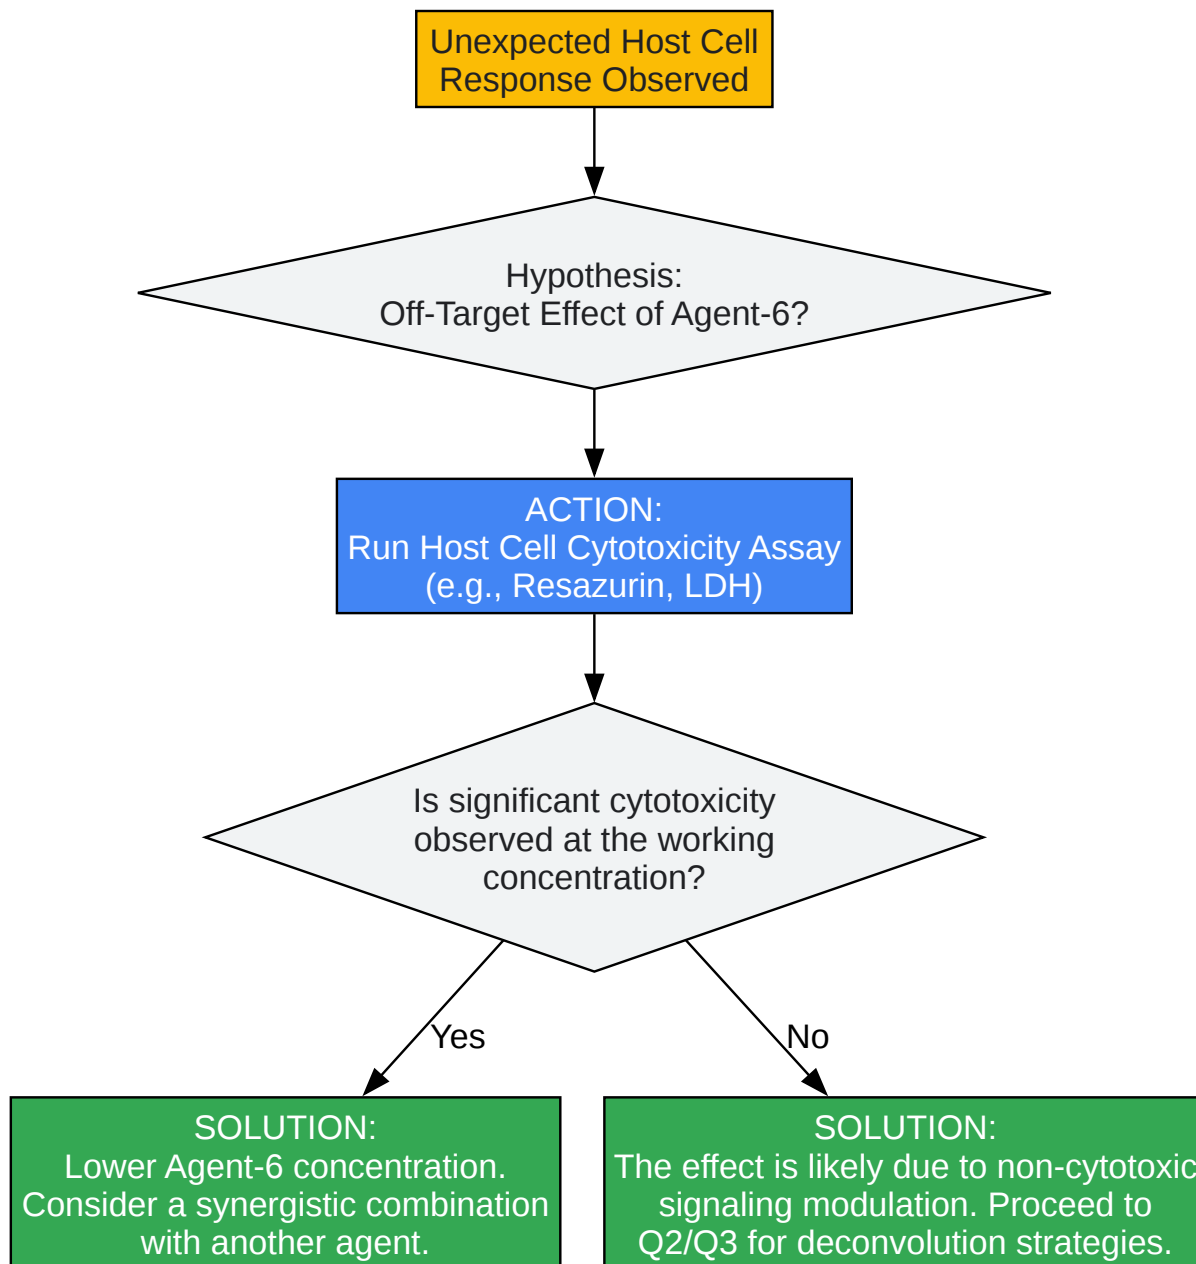 Unexpected Host Cell
Response Observed
Hypothesis:
Off-Target Effect of Agent-6?
ACTION:
Run Host Cell Cytotoxicity Assay
(e.g., Resazurin, LDH)
Is significant cytotoxicity
observed at the working
concentration?
Yes
No
SOLUTION:
Lower Agent-6 concentration.
Consider a synergistic combination
with another agent.
SOLUTION:
The effect is likely due to non-cytotoxic
signaling modulation. Proceed to
Q2/Q3 for deconvolution strategies.